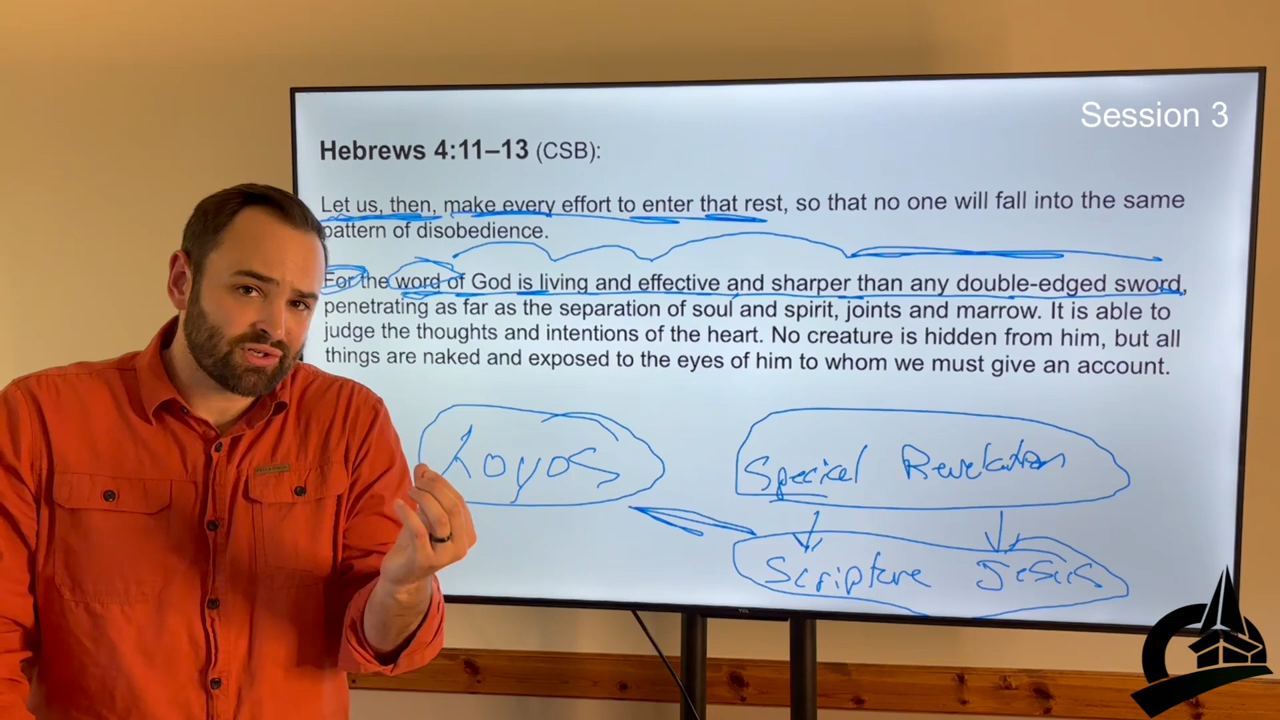 Session 3
Hebrews 4:11–13 (CSB):
Let us, then, make every effort to enter that rest, so that no one will fall into the same
pattern of disobedience.
For the word of God is living and effective and sharper than any double-edged sword,
penetrating as far as the separation of soul and spirit, joints and marrow. It is able to
judge the thoughts and intentions of the heart. No creature is hidden from him, but all
things are naked and exposed to the eyes of him to whom we must give an account.
λογος
Special Revelation
Scripture Jesus
TCL